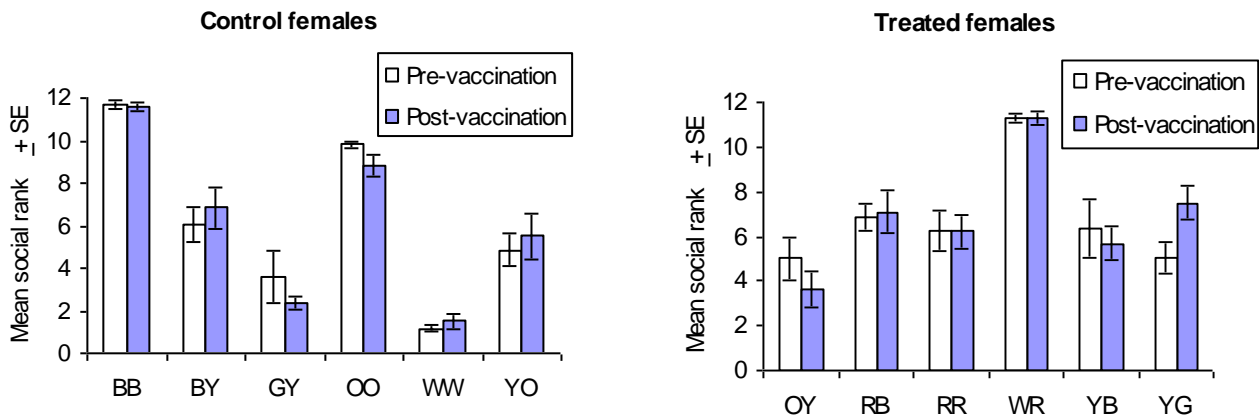 Control females
Pre-vaccination
Post-vaccination
Mean social rank ± SE
12
10
8
6
4
2
0
BB BY GY OO WW YO
Treated females
Pre-vaccination
Post-vaccination
Mean social rank ± SE
12
10
8
6
4
2
0
OY RB RR WR YB YG